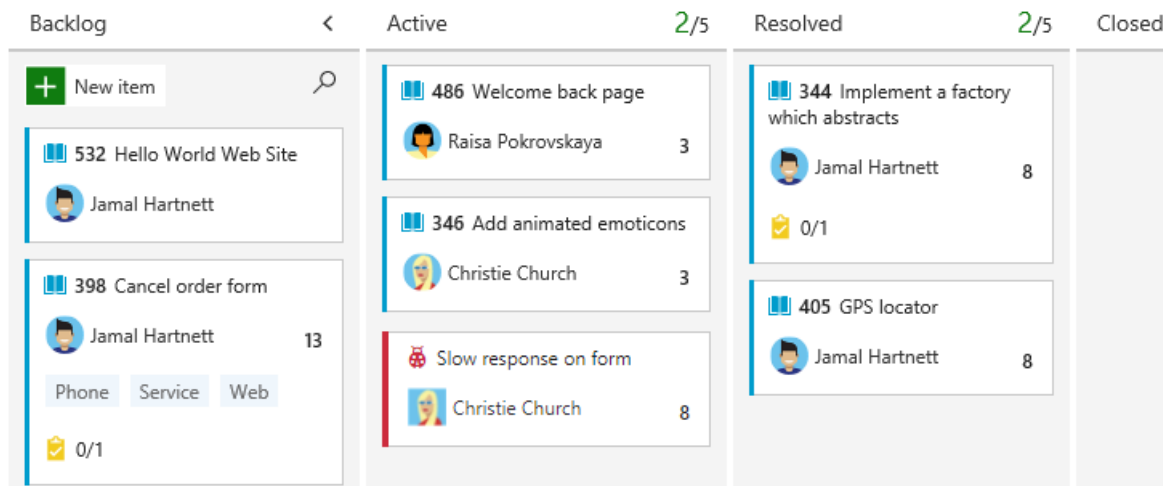 Backlog
New item
532 Hello World Web Site
Jamal Hartnett
398 Cancel order form
Jamal Hartnett 13
Phone Service Web
0/1
Active 2/5
486 Welcome back page
Raisa Pokrovskaya 3
346 Add animated emoticons
Christie Church 3
Slow response on form
Christie Church 8
Resolved 2/5
344 Implement a factory
which abstracts
Jamal Hartnett 8
0/1
405 GPS locator
Jamal Hartnett 8
Closed